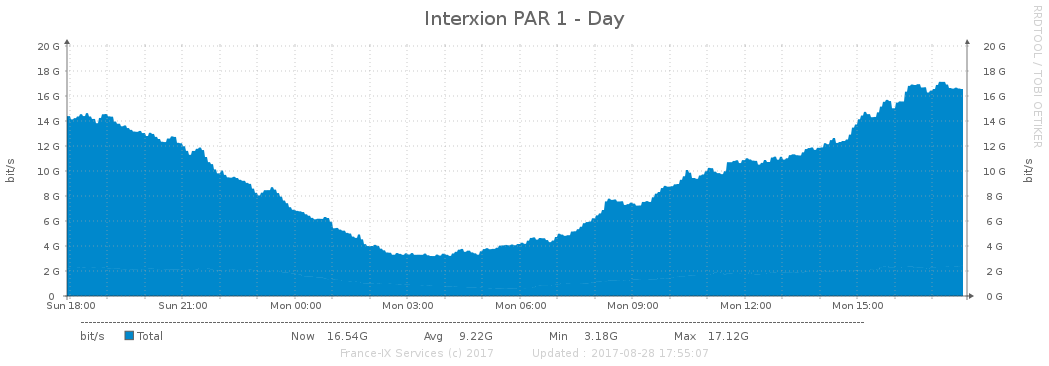 Interxion PAR 1 - Day
RRDTOOL / TOBI OETIKER
bit/s
20 G
18 G
16 G
14 G
12 G
10 G
8 G
6 G
4 G
2 G
0
20 G
18 G
16 G
14 G
12 G
10 G
8 G
6 G
4 G
2 G
0 G
bit/s
Sun 18:00 Sun 21:00 Mon 00:00 Mon 03:00 Mon 06:00 Mon 09:00 Mon 12:00 Mon 15:00
bit/s Total Now 16.54G Avg 9.22G Min 3.18G Max 17.12G
France-IX Services (c) 2017 Updated : 2017-08-28 17:55:07